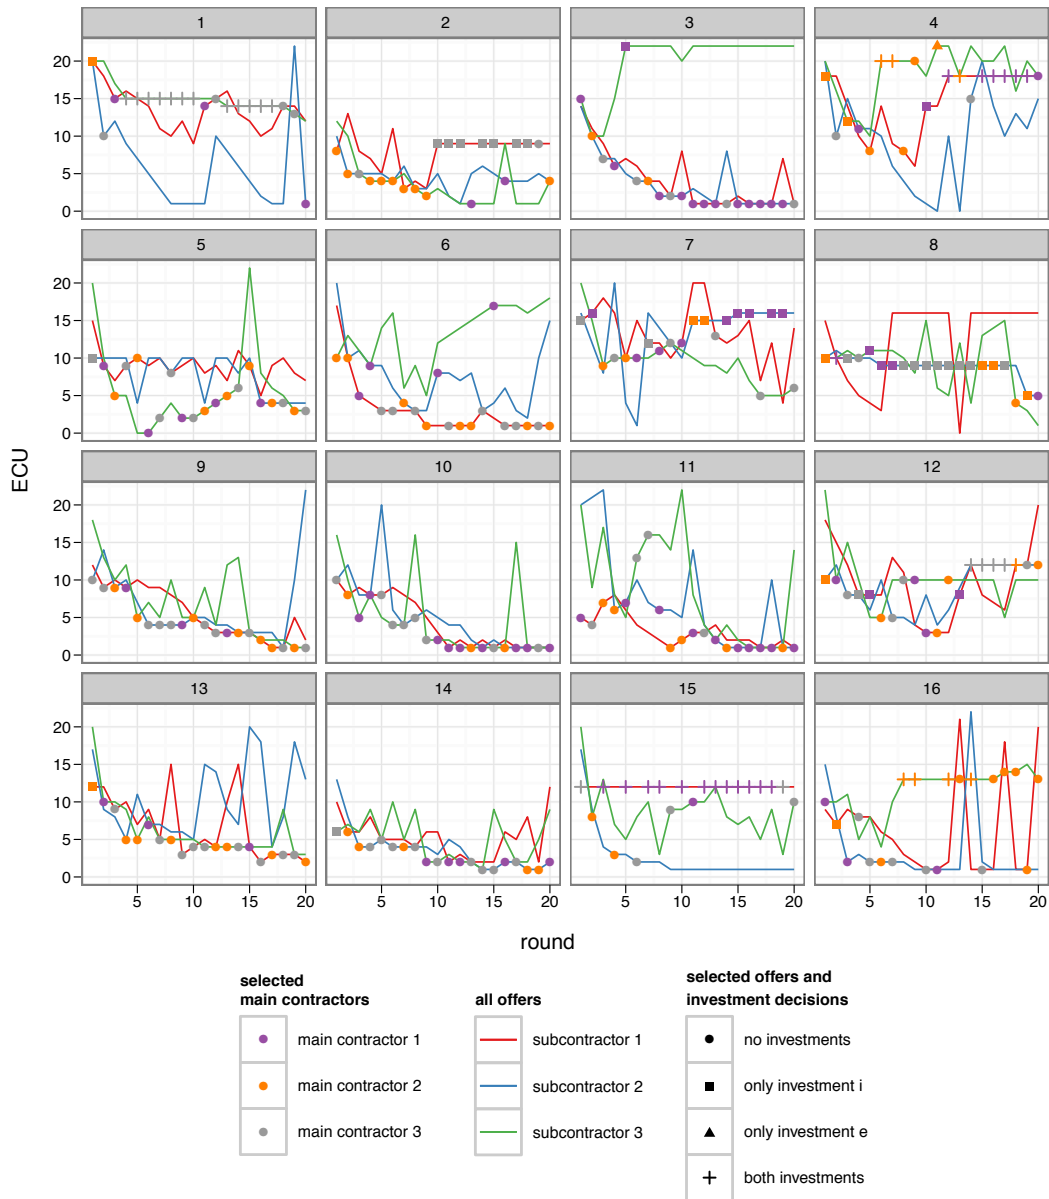 1 2 3 4
20
15
10
5
0
5 6 7 8
20
15
10
5
0
ECU
9 10 11 12
20
15
10
5
0
13 14 15 16
20
15
10
5
0
5 10 15 20 5 10 15 20 5 10 15 20 5 10 15 20
round
selected
main contractors
main contractor 1
main contractor 2
main contractor 3
all offers
subcontractor 1
subcontractor 2
subcontractor 3
selected offers and
investment decisions
no investments
only investment i
only investment e
both investments